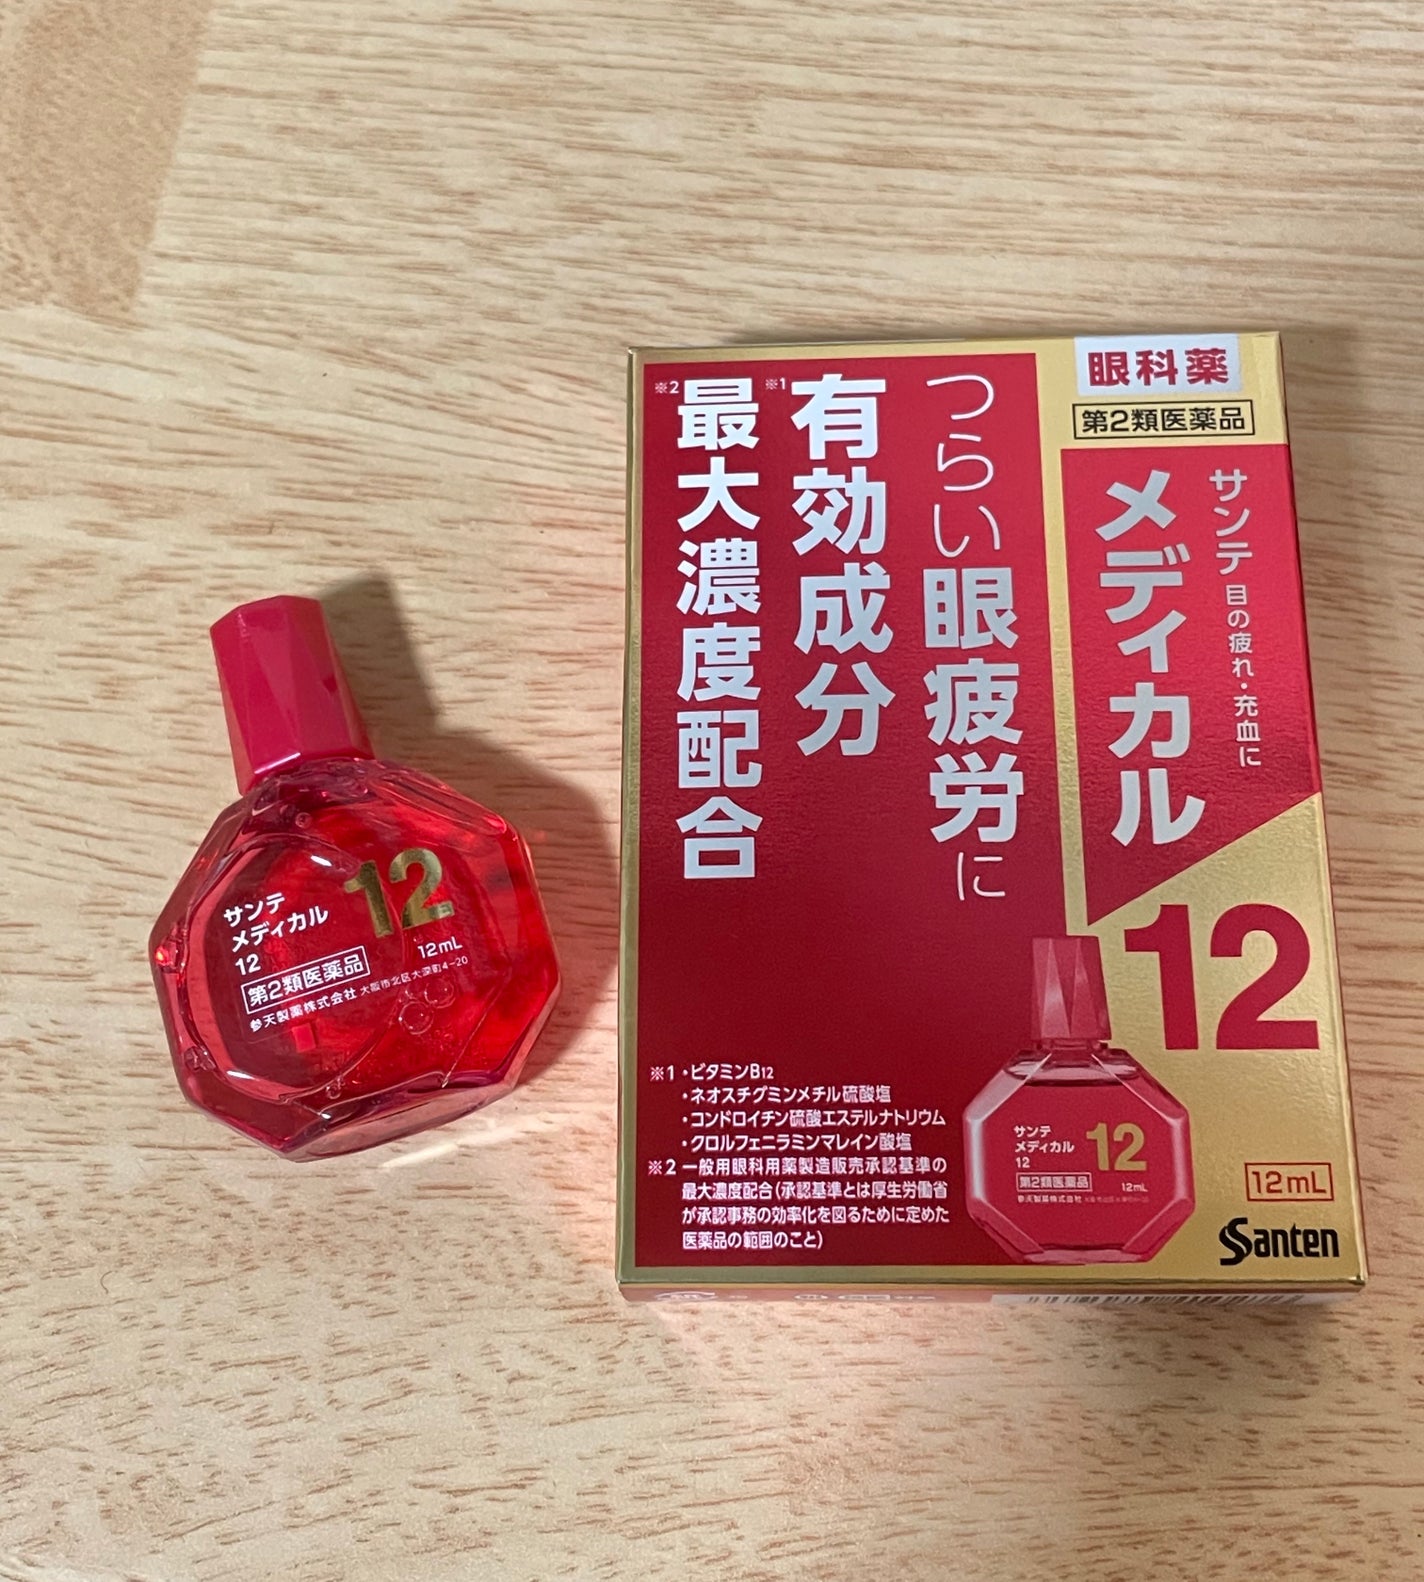 サンテ
メディカル
12
12
12mL
第2類医薬品
参天製薬株式会社 大阪市北区大深町4-20
眼科薬
第2類医薬品
サンテ 目の疲れ・充血に
メディカル
12
つらい眼疲労に
※1
有効成分
※2
最大濃度配合
※1・ビタミンB12
・ネオスチグミンメチル硫酸塩
・コンドロイチン硫酸エステルナトリウム
・クロルフェニラミンマレイン酸塩
※2 一般用眼科用薬製造販売承認基準の
最大濃度配合(承認基準とは厚生労働省
が承認事務の効率化を図るために定めた
医薬品の範囲のこと)
サンテ
メディカル
12
12
第2類医薬品
12mL
参天製薬株式会社
12mL
Santen